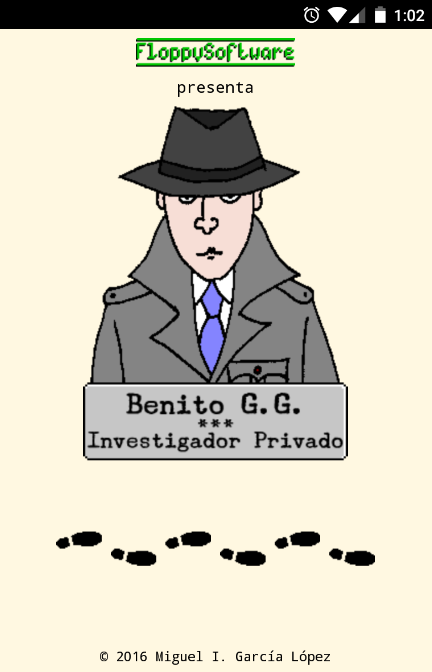 1:02
FloppySoftware
presenta
Benito G.G.
***
Investigador Privado
© 2016 Miguel I. García López